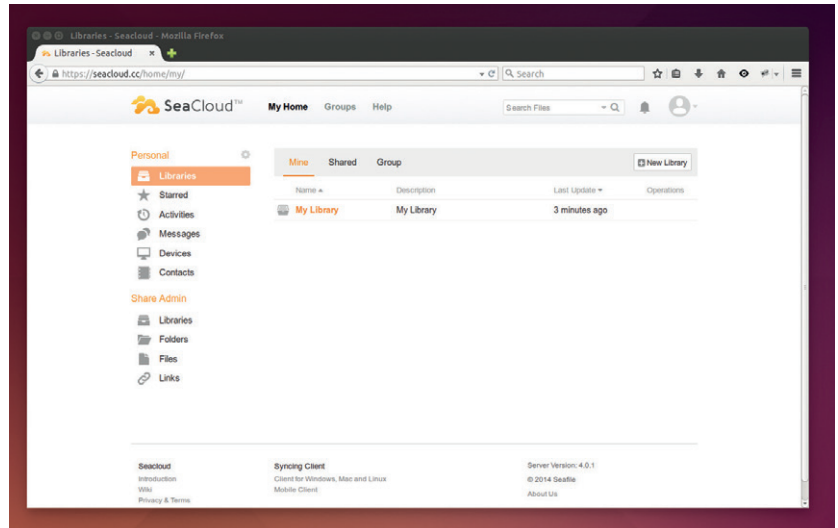 Libraries - Seacloud - Mozilla Firefox
Libraries - Seacloud
https://seacloud.cc/home/my/
Search
SeaCloud™
My Home Groups Help
Search Files
Personal
Libraries
Starred
Activities
Messages
Devices
Contacts
Share Admin
Libraries
Folders
Files
Links
Mine Shared Group
New Library
Name Description Last Update Operations
My Library My Library 3 minutes ago
Seacloud
Introduction
Wiki
Privacy & Terms
Syncing Client
Client for Windows, Mac and Linux
Mobile Client
Server Version: 4.0.1
© 2014 Seafile
About Us